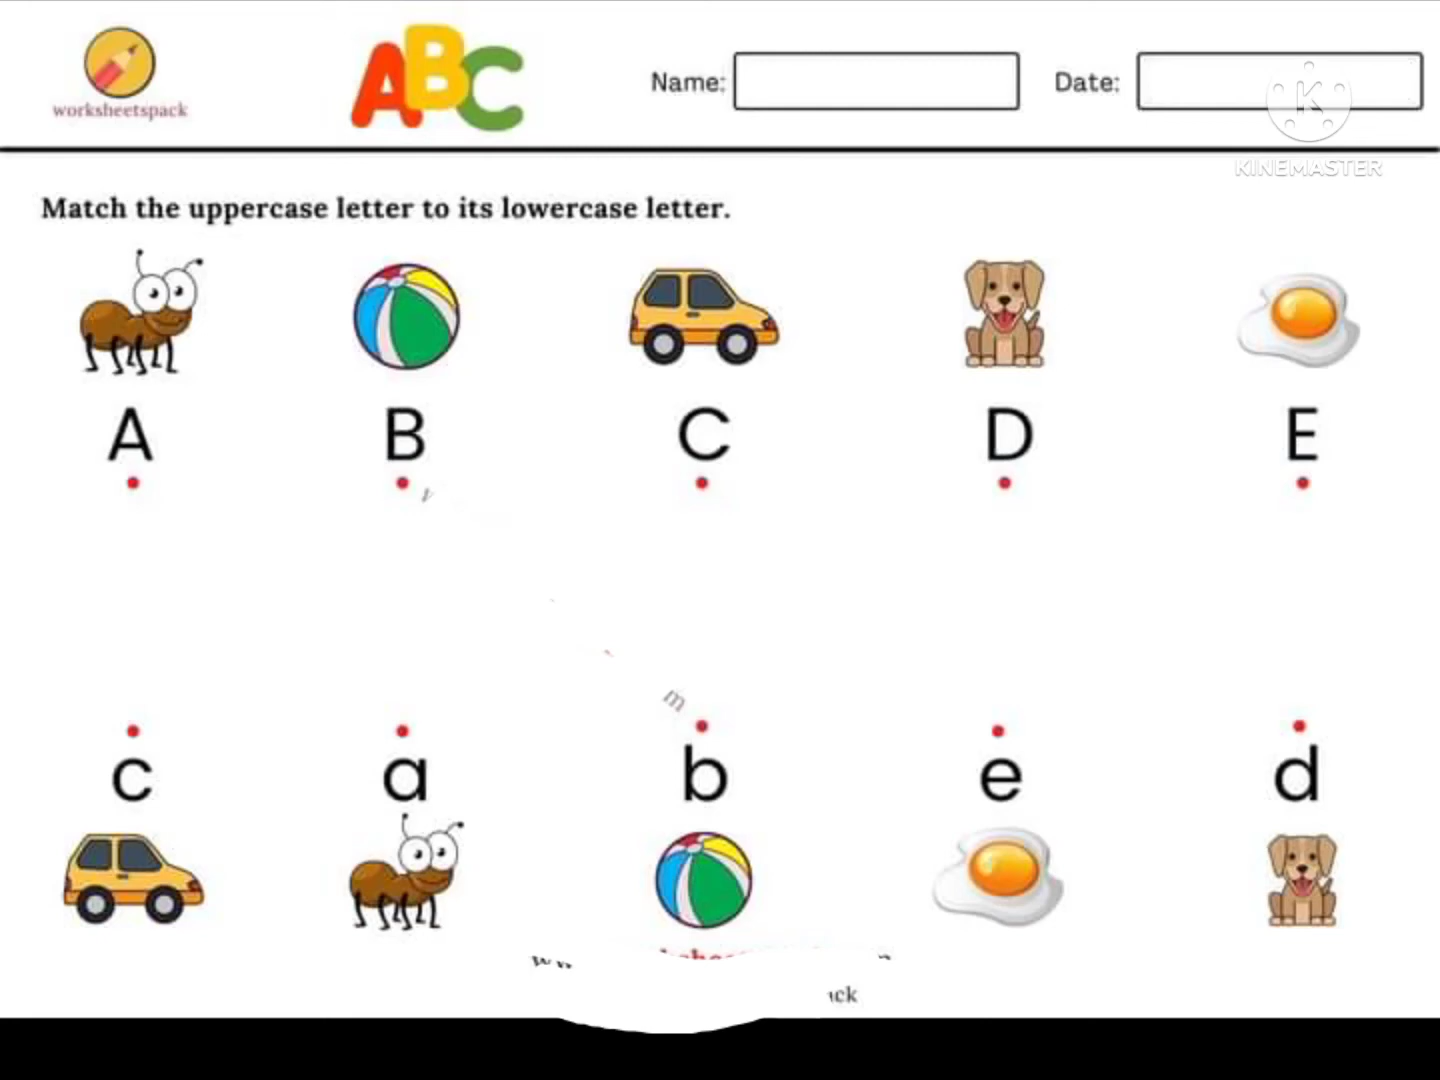 ABC
Name:
Date:
worksheetspack
KINEMASTER
Match the uppercase letter to its lowercase letter.
A B C D E
c a b e d